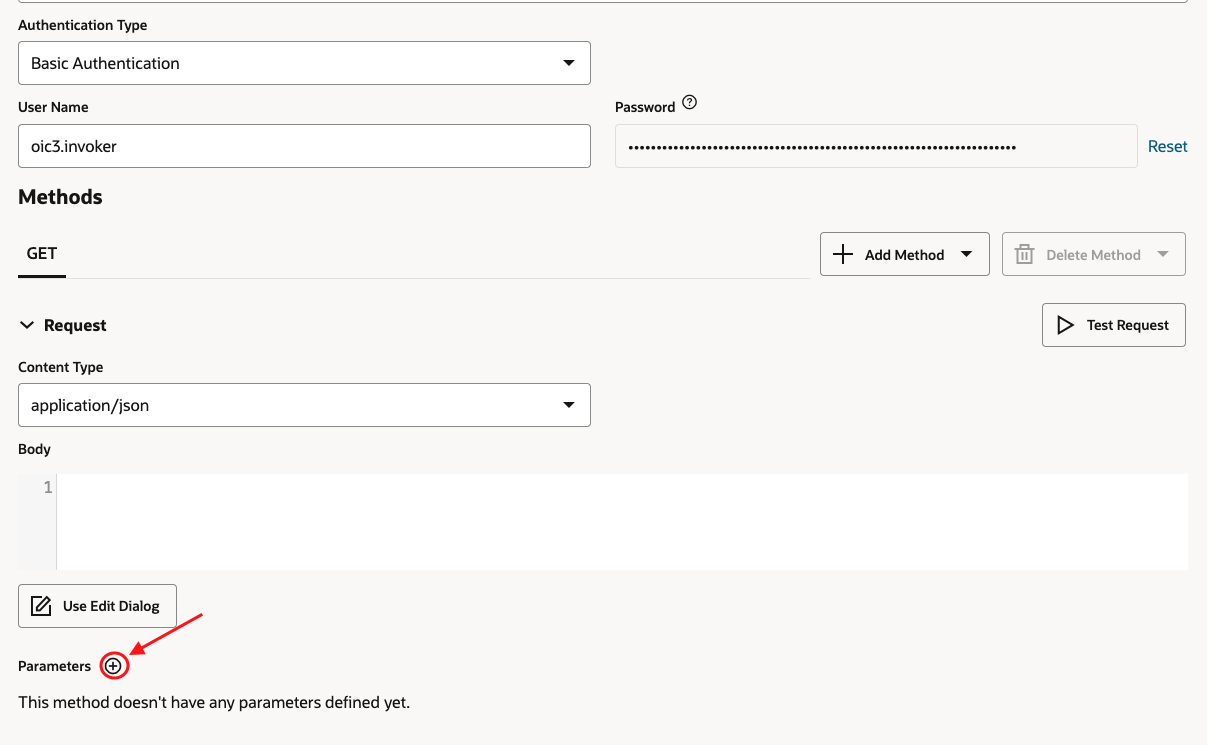 Authentication Type
Basic Authentication
User Name
Password
oic3.invoker
••••••••••••••••••••••••••••••••••••••••••••••••••••••••••••••••••••••
Reset
Methods
GET
Add Method
Delete Method
Request
Test Request
Content Type
application/json
Body
1
Use Edit Dialog
Parameters
This method doesn't have any parameters defined yet.